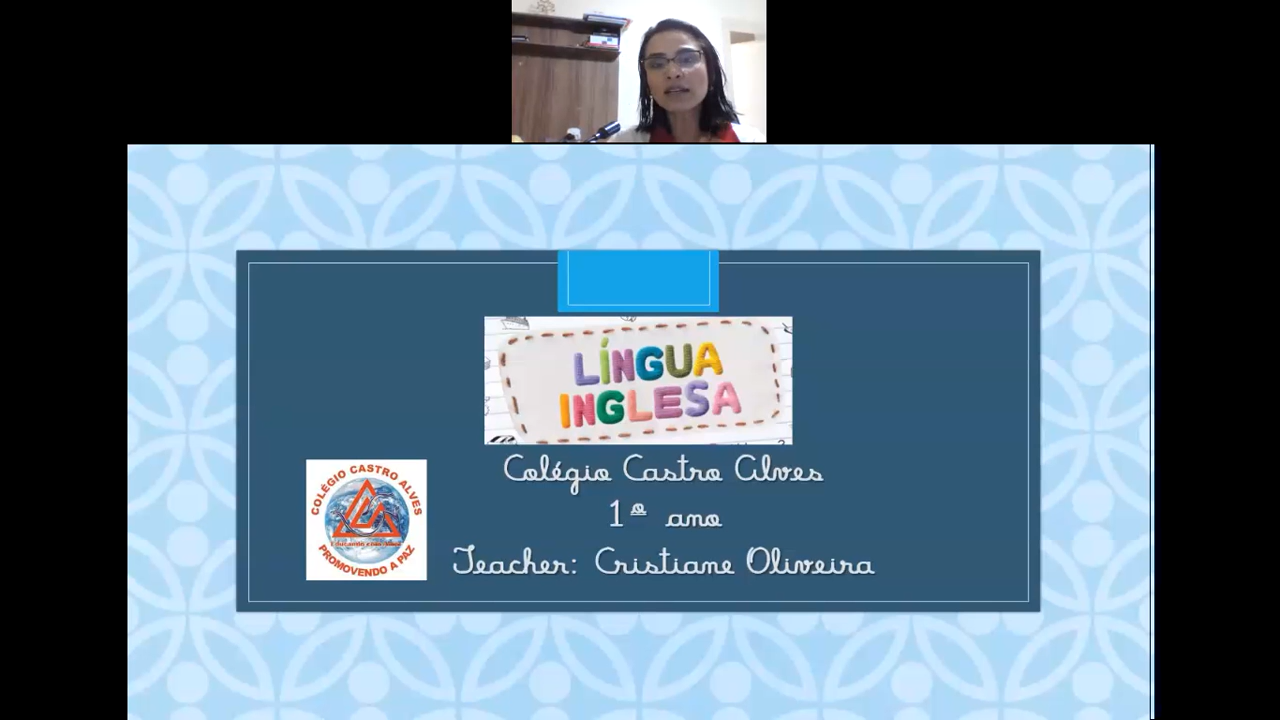 LÍNGUA
INGLESA
Colégio Castro Alves
1º ano
Teacher: Cristiane Oliveira
COLÉGIO CASTRO ALVES
PROMOVENDO A PAZ